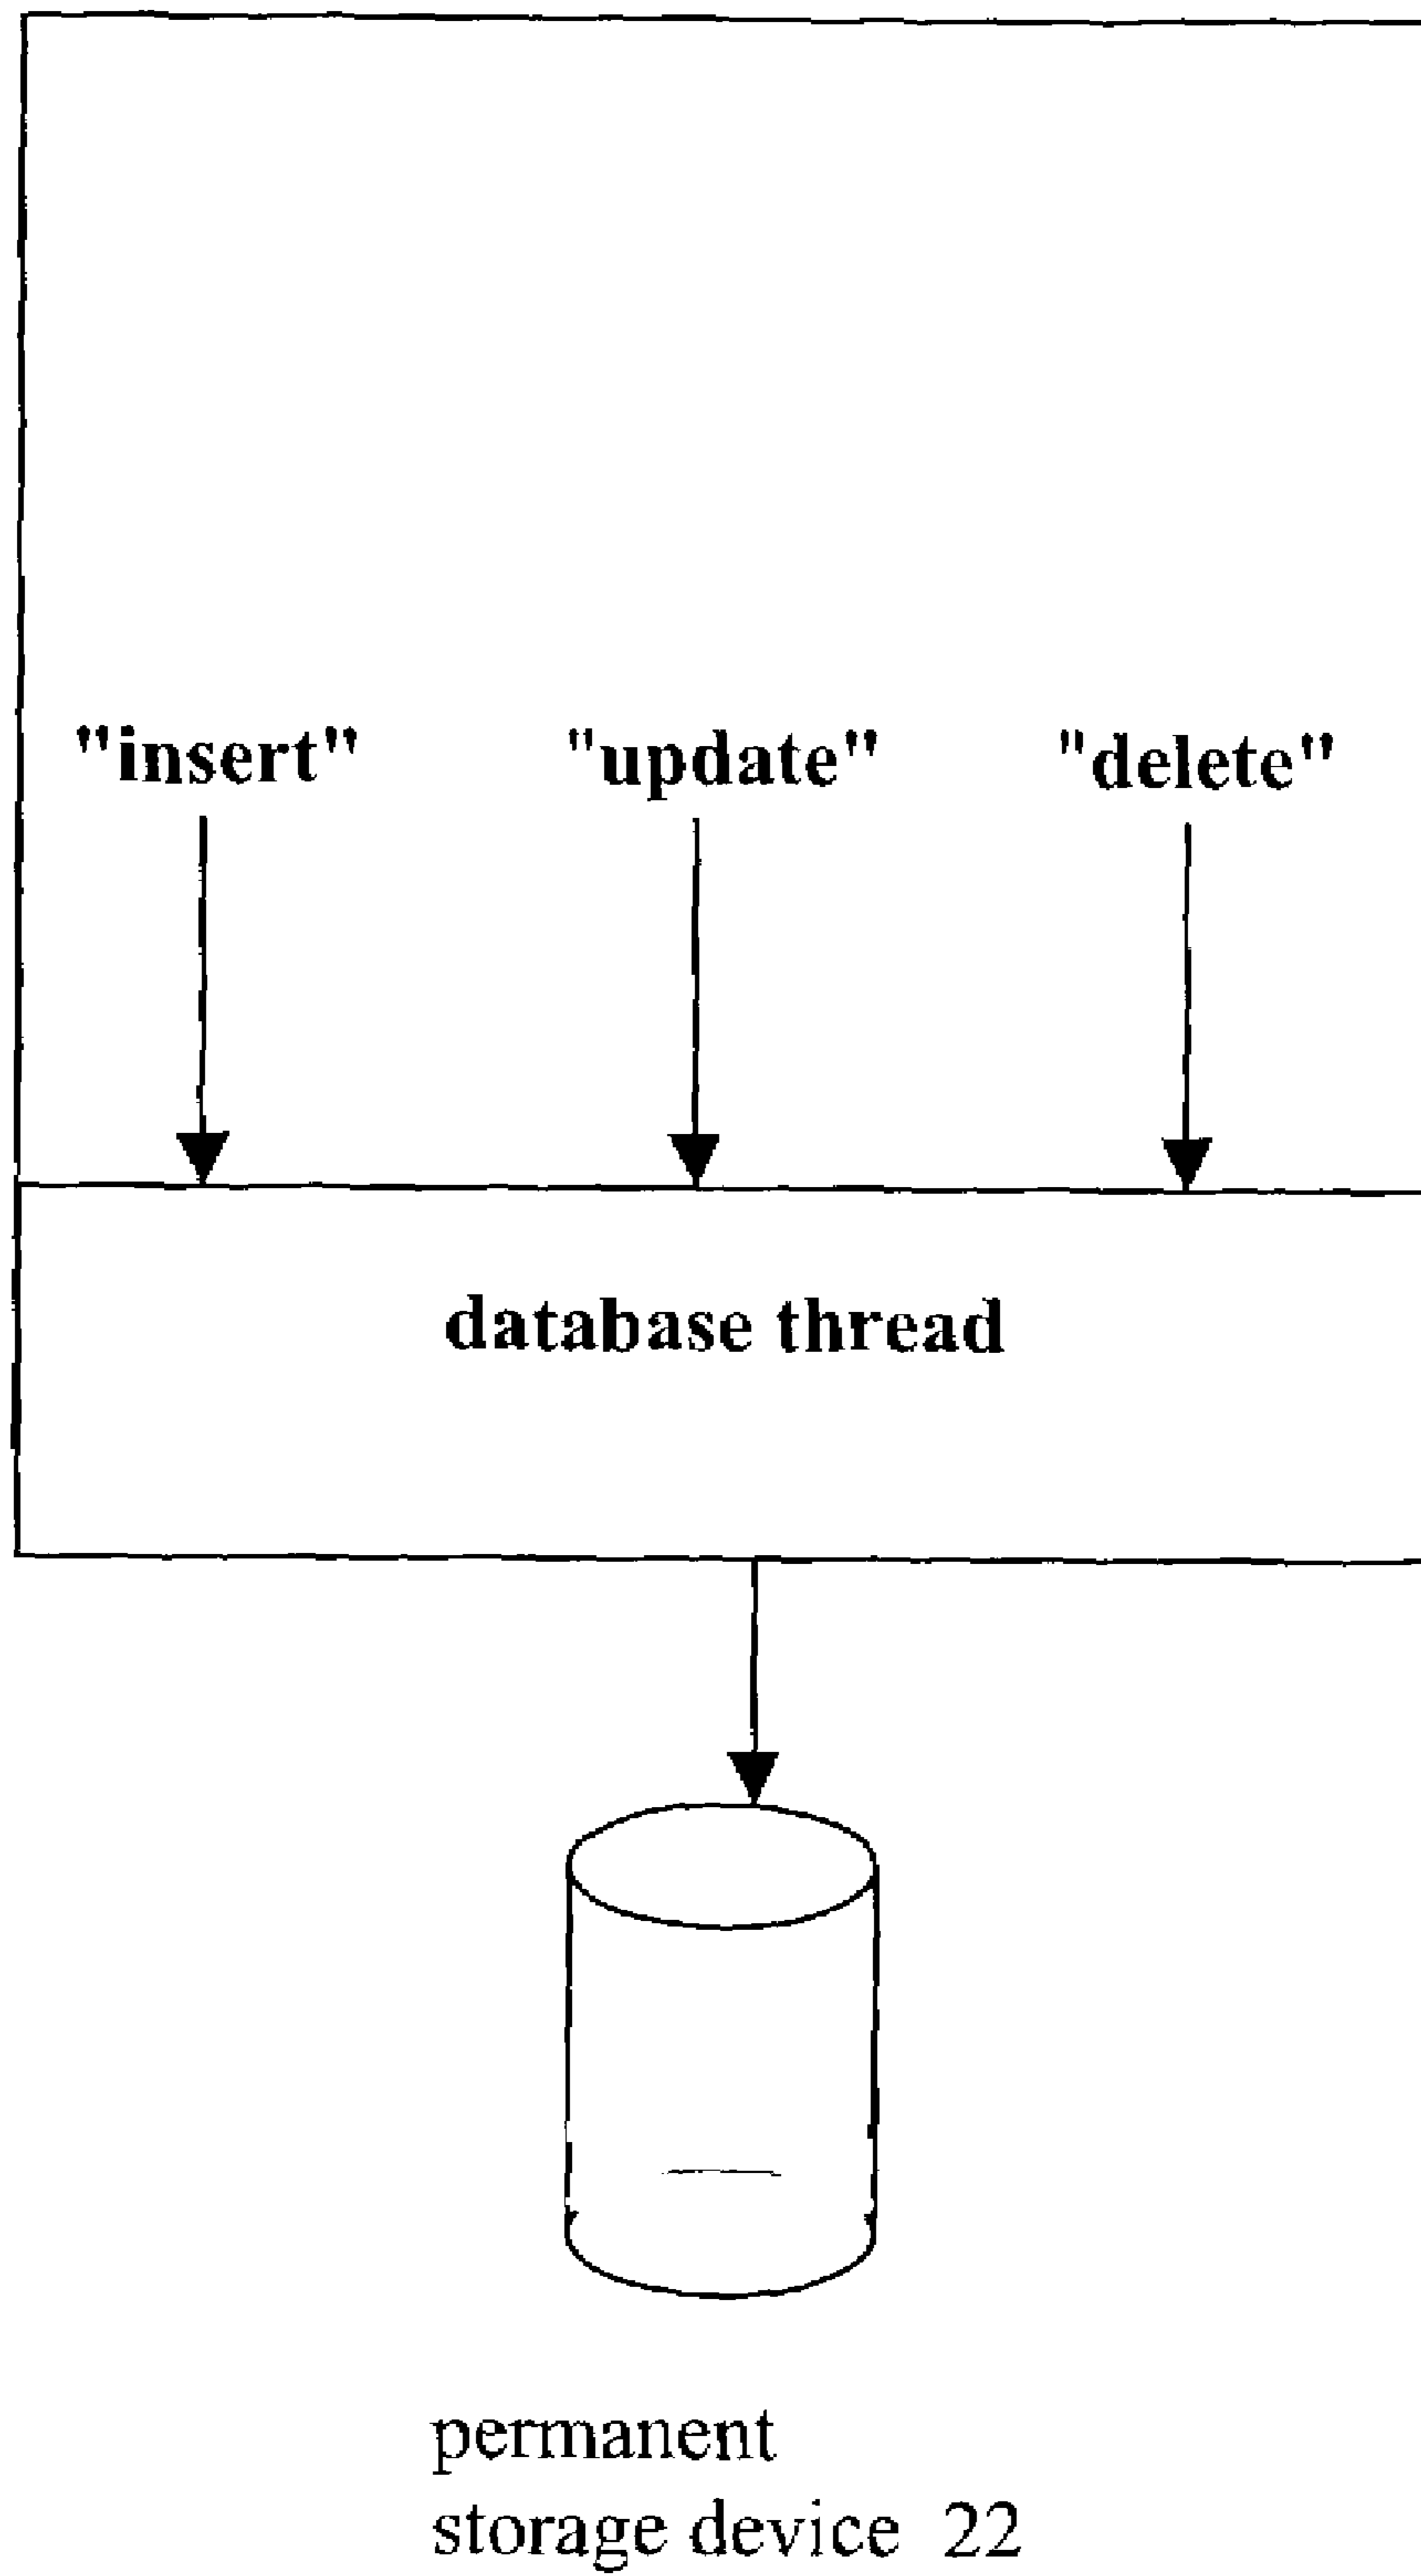 "insert" "update" "delete"
database thread
permanent
storage device 22